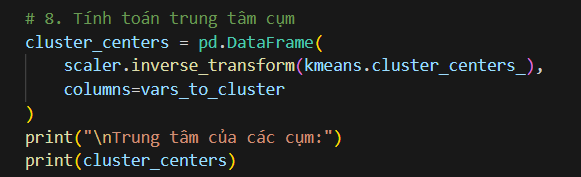 # 8. Tính toán trung tâm cụm
cluster_centers = pd.DataFrame(
    scaler.inverse_transform(kmeans.cluster_centers_),
    columns=vars_to_cluster
)
print("\nTrung tâm của các cụm:")
print(cluster_centers)